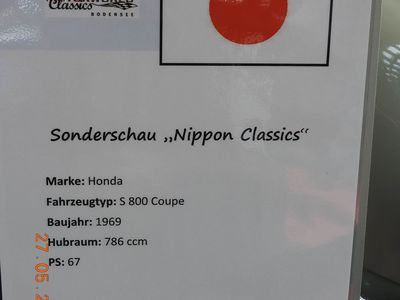 Classics
BODENSEE
Sonderschau „Nippon Classics“
Marke: Honda
Fahrzeugtyp: S 800 Coupe
Baujahr: 1969
Hubraum: 786 ccm
PS: 67
27.05.2